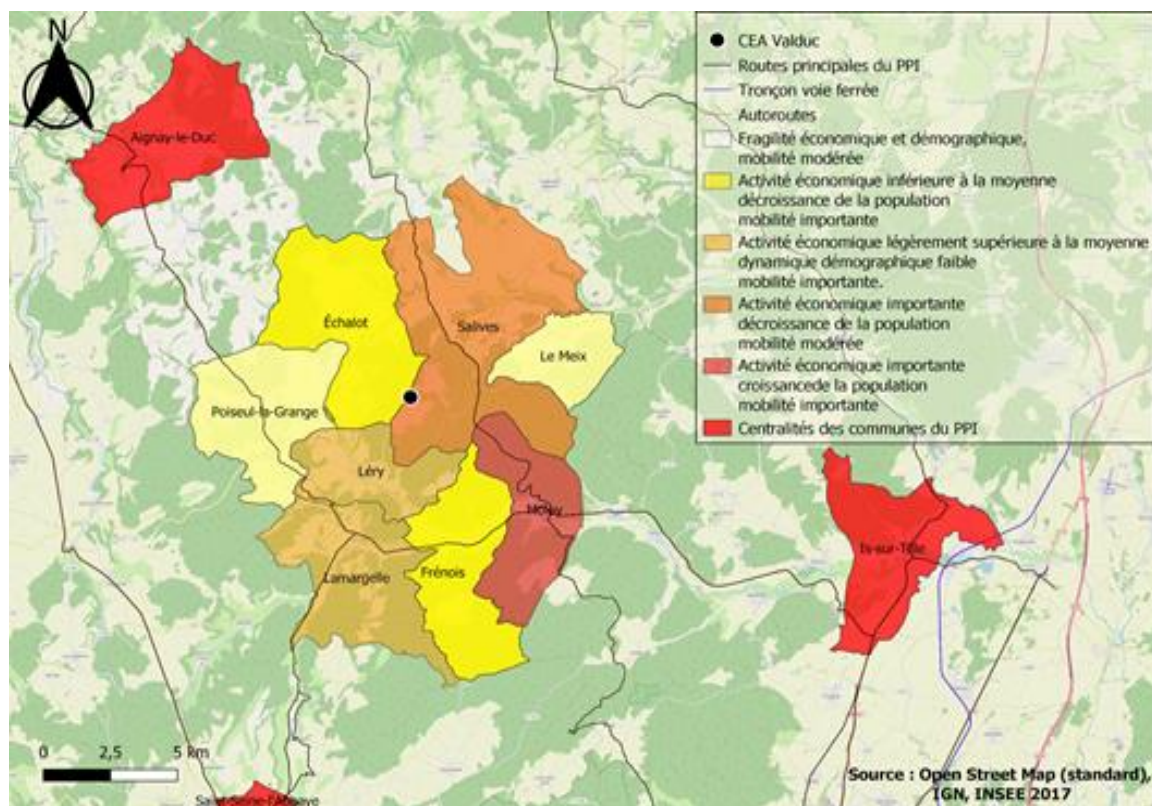 N
CEA Valduc
Routes principales du PPI
Tronçon voie ferrée
Autoroutes
Fragilité économique et démographique,
mobilité modérée
Activité économique inférieure à la moyenne
décroissance de la population
mobilité importante
Activité économique légèrement supérieure à la moyenne
dynamique démographique faible
mobilité importante.
Activité économique importante
décroissance de la population
mobilité modérée
Activité économique importante
croissancede la population
mobilité importante
Centralités des communes du PPI
Aignay-le-Duc
Échalot
Salives
Le Meix
Poiseul-la-Grange
Léry
Moloy
Is-sur-Tille
Lamargelle
Frénois
0 2,5 5 km
Saint-Seine-l'Abbaye
Source : Open Street Map (standard),
IGN, INSEE 2017